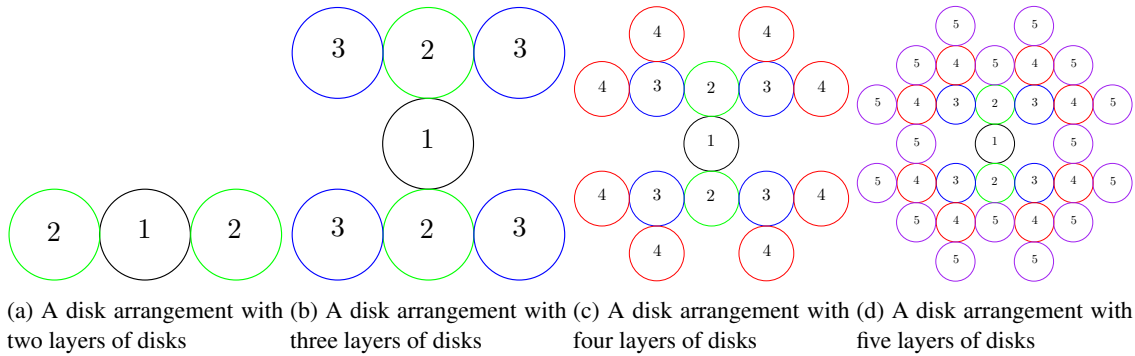 2 1 2
(a) A disk arrangement with
two layers of disks
3 2 3
1
3 2 3
(b) A disk arrangement with
three layers of disks
4 4
4 3 2 3 4
1
4 3 2 3 4
4 4
(c) A disk arrangement with
four layers of disks
5 5
5 4 5 4 5
5 4 3 2 3 4 5
5 1 5
5 4 3 2 3 4 5
5 4 5 4 5
5 5
(d) A disk arrangement with
five layers of disks